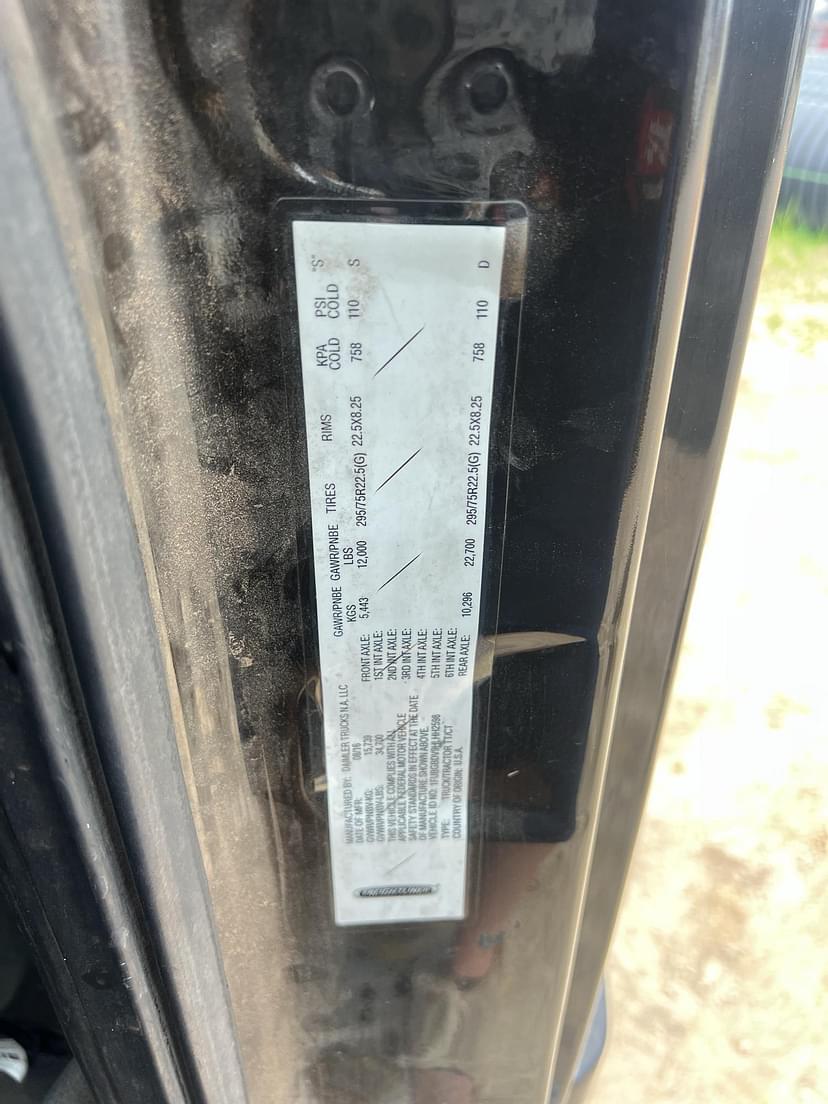 MANUFACTURED BY: DAIMLER TRUCKS N.A. LLC
DATE OF MFR: 08/16
GVWR/PNBV-KG: 15,739
GVWR/PNBV-LBS: 34,700
THIS VEHICLE COMPLIES WITH ALL
APPLICABLE FEDERAL MOTOR VEHICLE
SAFETY STANDARDS IN EFFECT AT THE DATE
OF MANUFACTURE SHOWN ABOVE.
VEHICLE ID NO:
TYPE: TRUCK/TRACTOR TT/CT
COUNTRY OF ORIGIN: U.S.A.
GAWR/PNBE KGS GAWR/PNBE LBS TIRES RIMS KPA COLD PSI COLD "S"
FRONT AXLE: 5,443 12,000 295/75R22.5(G) 22.5X8.25 758 110 S
1ST INT AXLE:
2ND INT AXLE:
3RD INT AXLE:
4TH INT AXLE:
5TH INT AXLE:
6TH INT AXLE:
REAR AXLE: 10,296 22,700 295/75R22.5(G) 22.5X8.25 758 110 D